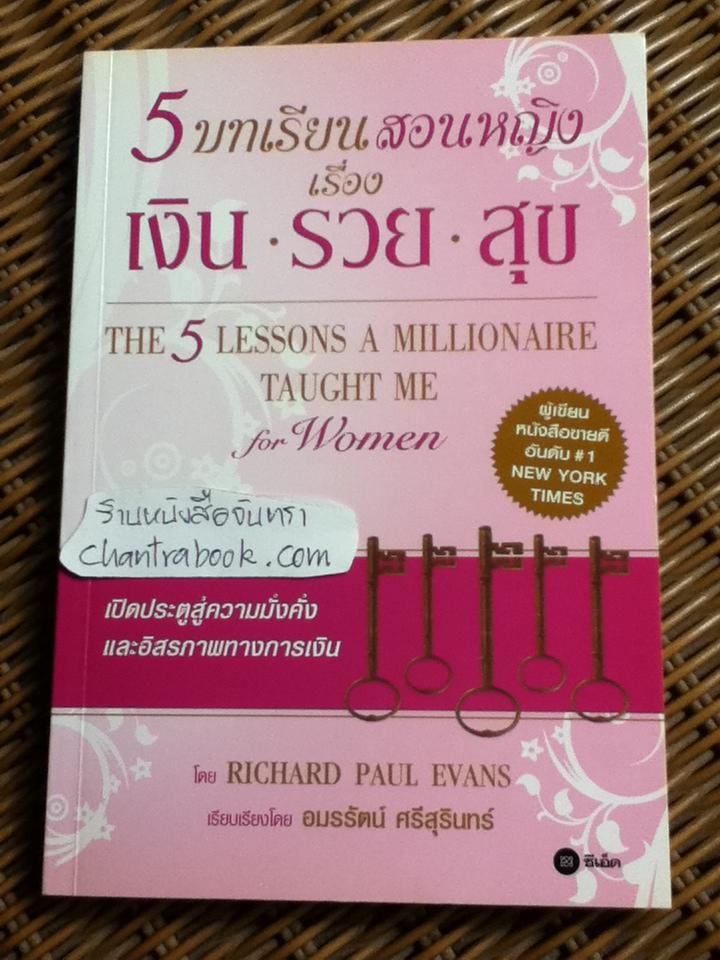 5 บทเรียนสอนหญิง
เรื่อง
เงิน · รวย · สุข
THE 5 LESSONS A MILLIONAIRE
TAUGHT ME
for Women
ผู้เขียน
หนังสือขายดี
อันดับ #1
NEW YORK
TIMES
ร้านหนังสือจันทรา
chantrabook.com
เปิดประตูสู่ความมั่งคั่ง
และอิสรภาพทางการเงิน
โดย RICHARD PAUL EVANS
เรียบเรียงโดย อมรรัตน์ ศรีสุรินทร์
ซีเอ็ด